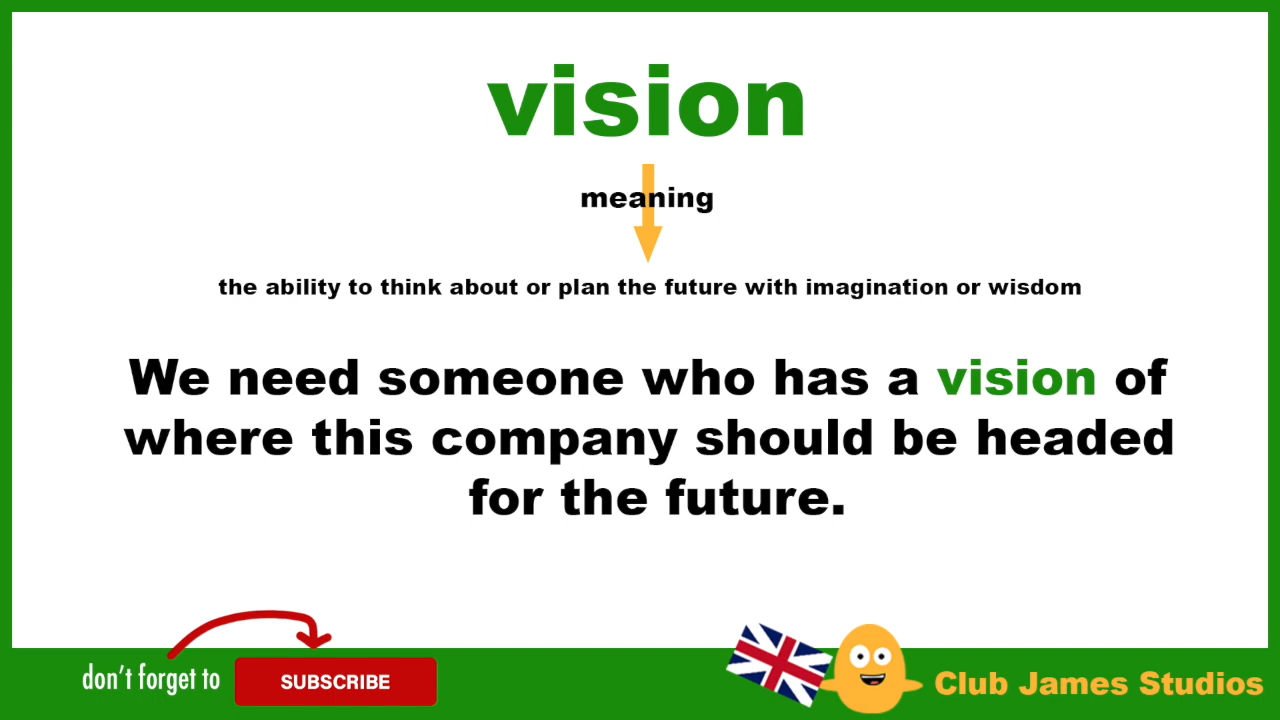 vision
meaning
the ability to think about or plan the future with imagination or wisdom
We need someone who has a vision of
where this company should be headed
for the future.
don't forget to
SUBSCRIBE
Club James Studios